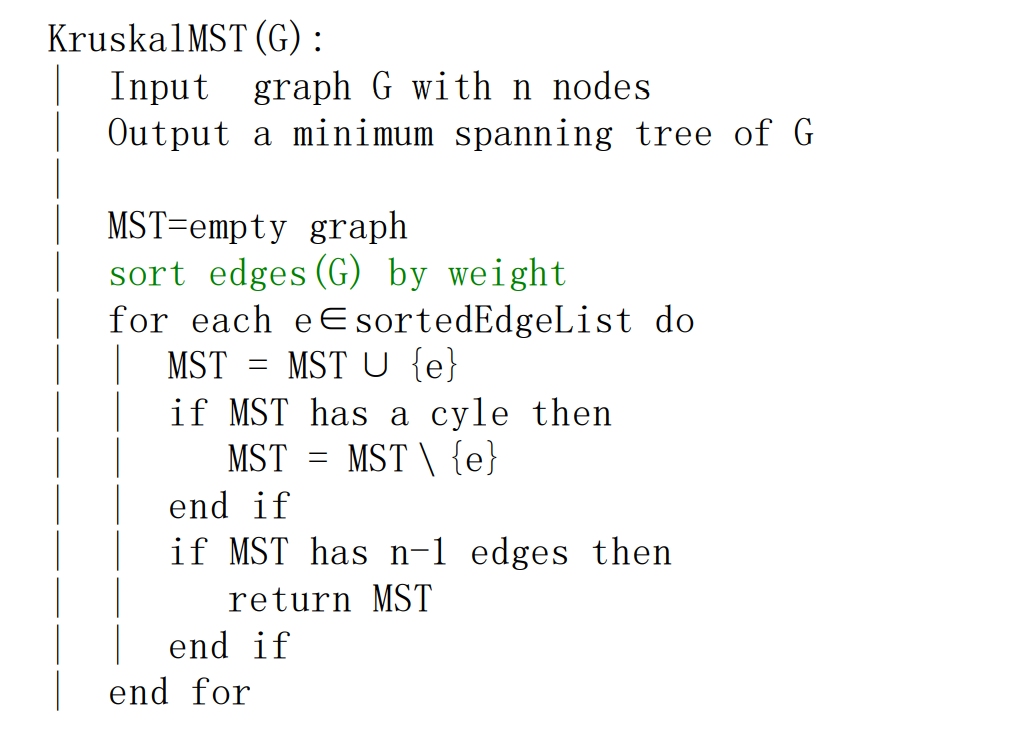 KruskalMST(G):
| Input graph G with n nodes
| Output a minimum spanning tree of G
|
| MST=empty graph
| sort edges(G) by weight
| for each e∈sortedEdgeList do
| | MST = MST ∪ {e}
| | if MST has a cyle then
| | MST = MST \ {e}
| | end if
| | if MST has n-1 edges then
| | return MST
| | end if
| end for